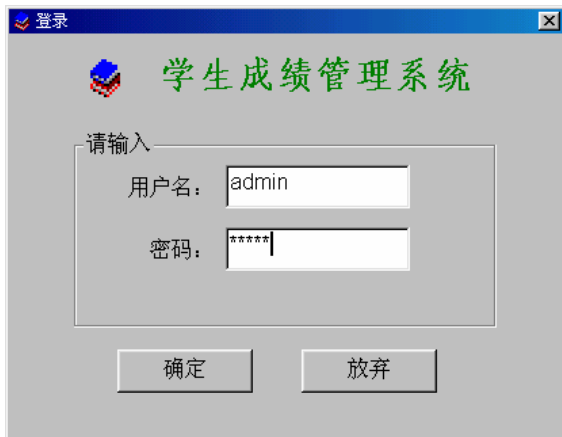 登录
学生成绩管理系统
请输入
用户名： admin
密码： *****
确定 放弃